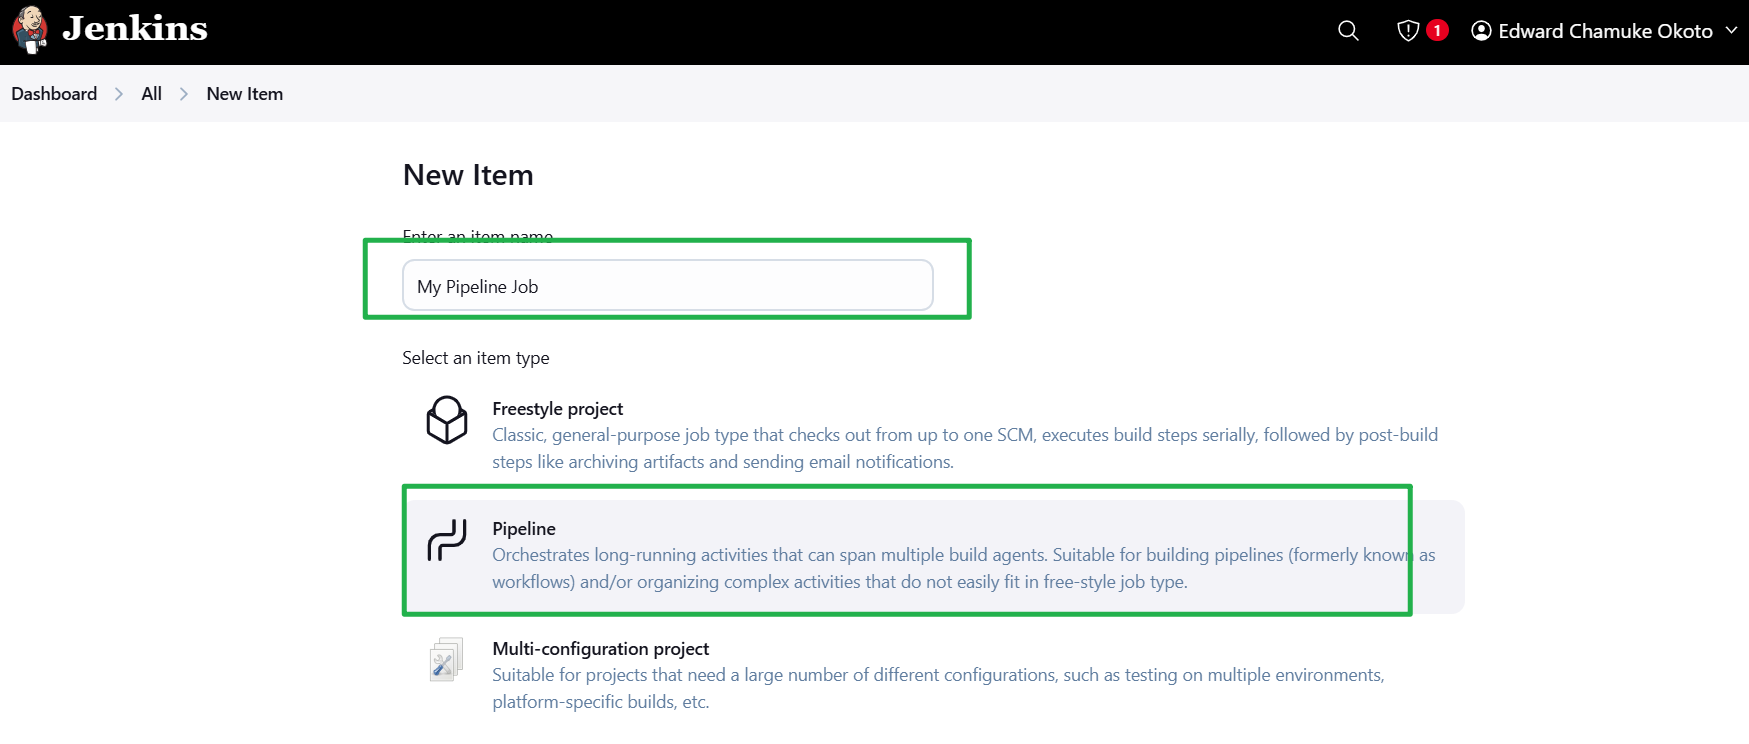 Jenkins
1
Edward Chamuke Okoto
Dashboard
All
New Item
New Item
Enter an item name
My Pipeline Job
Select an item type
Freestyle project
Classic, general-purpose job type that checks out from up to one SCM, executes build steps serially, followed by post-build
steps like archiving artifacts and sending email notifications.
Pipeline
Orchestrates long-running activities that can span multiple build agents. Suitable for building pipelines (formerly known as
workflows) and/or organizing complex activities that do not easily fit in free-style job type.
Multi-configuration project
Suitable for projects that need a large number of different configurations, such as testing on multiple environments,
platform-specific builds, etc.